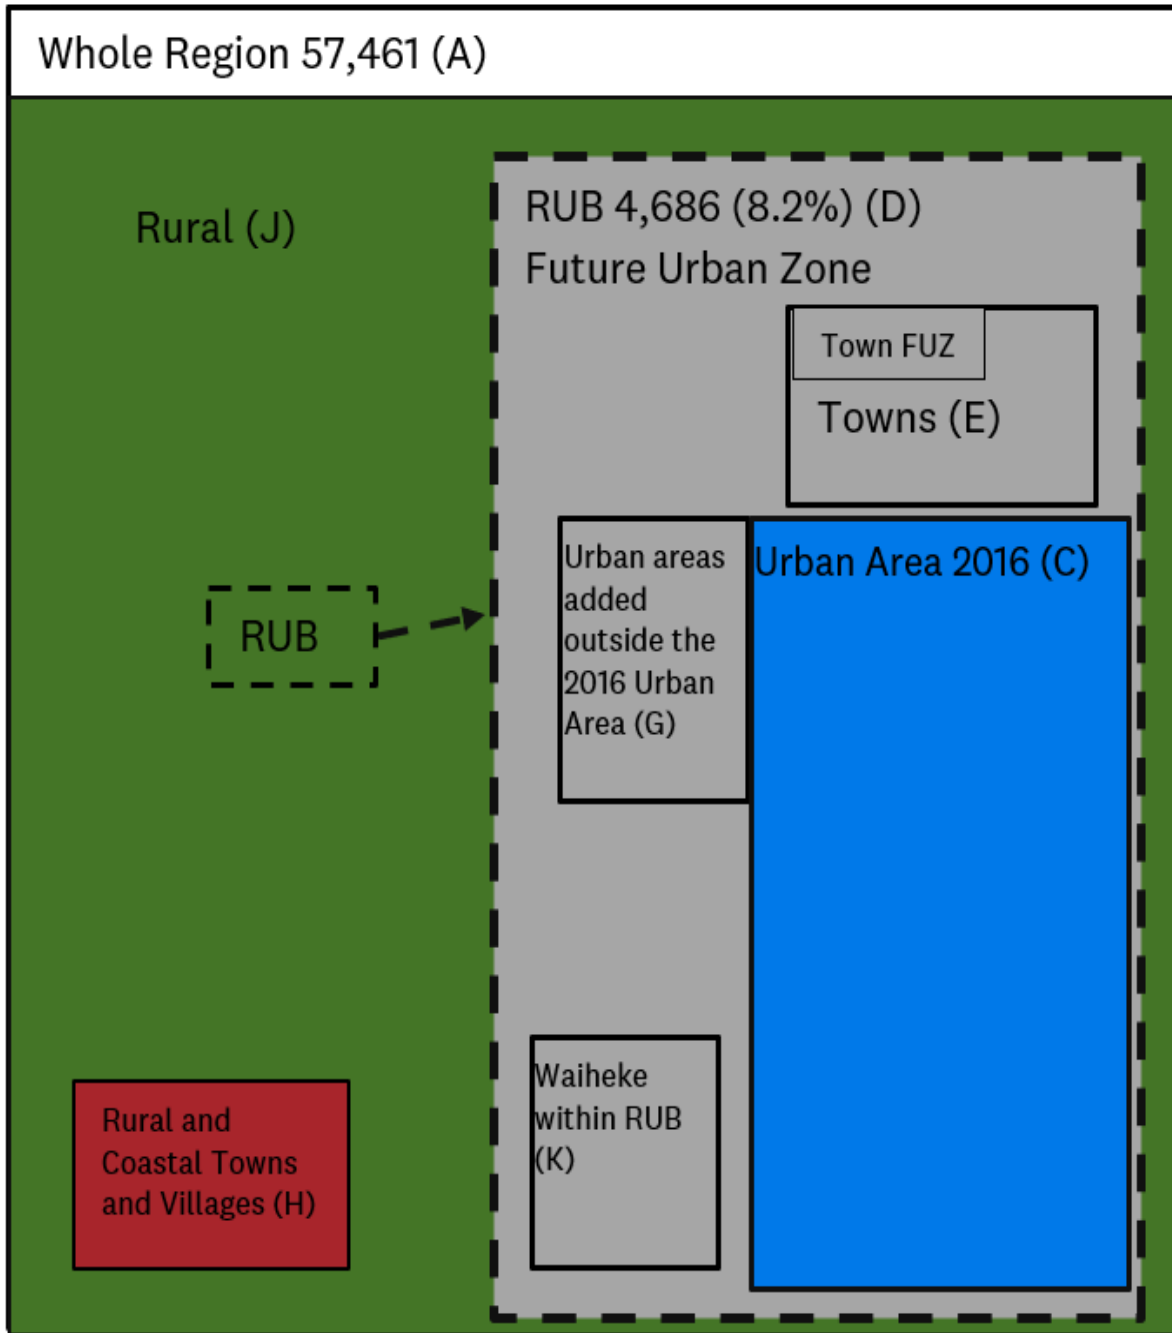 Whole Region 57,461 (A)
Rural (J)
RUB 4,686 (8.2%) (D)
Future Urban Zone
Town FUZ
Towns (E)
Urban areas
added
outside the
2016 Urban
Area (G)
Urban Area 2016 (C)
RUB
Waiheke
within RUB
(K)
Rural and
Coastal Towns
and Villages (H)